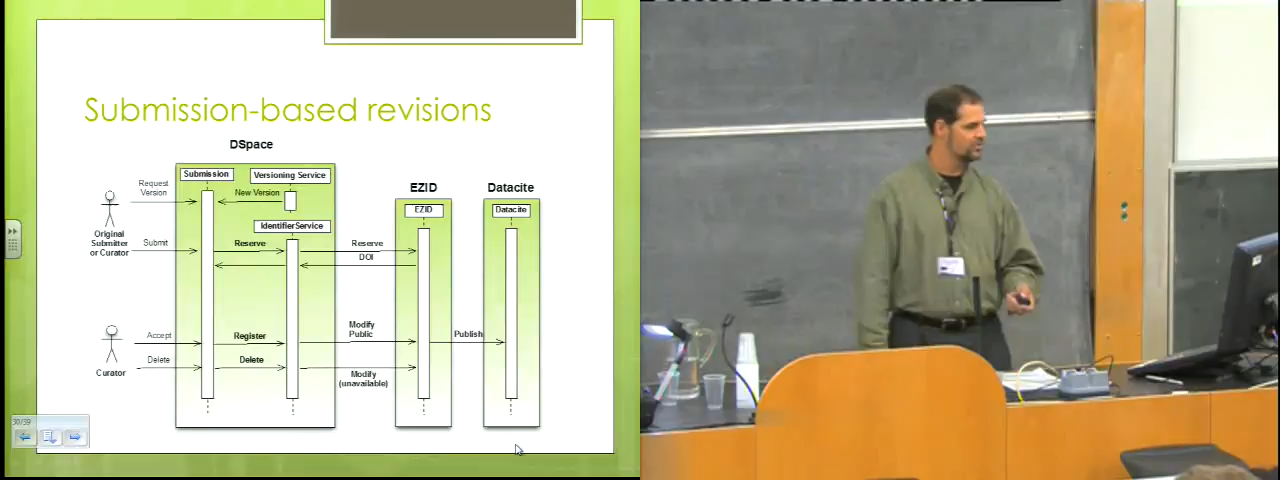 Submission-based revisions
DSpace
EZID
Datacite
Submission
Versioning Service
Request
Version
New Version
EZID
Datacite
IdentifierService
Original
Submitter
or Curator
Submt
Reserve
Reserve
DOI
Accept
Register
Modify
Public
Publish
Delete
Delete
Curator
Modify
(unavailable)
30/39